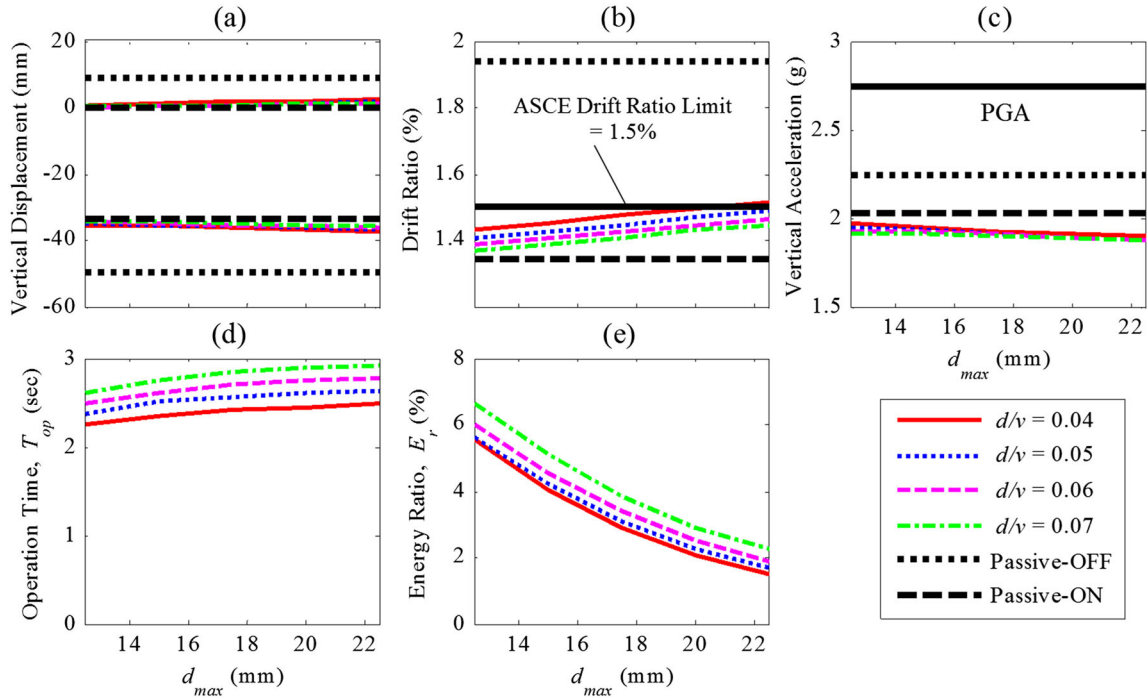 (a)
(b)
(c)
Vertical Displacement (mm)
20
0
-20
-40
-60
Drift Ratio (%)
2
1.8
1.6
1.4
ASCE Drift Ratio Limit
= 1.5%
Vertical Acceleration (g)
3
2.5
2
1.5
PGA
14 16 18 20 22
d_max (mm)
(d)
(e)
Operation Time, T_op (sec)
3
2
1
0
14 16 18 20 22
d_max (mm)
Energy Ratio, E_r (%)
8
6
4
2
0
14 16 18 20 22
d_max (mm)
d/v = 0.04
d/v = 0.05
d/v = 0.06
d/v = 0.07
Passive-OFF
Passive-ON